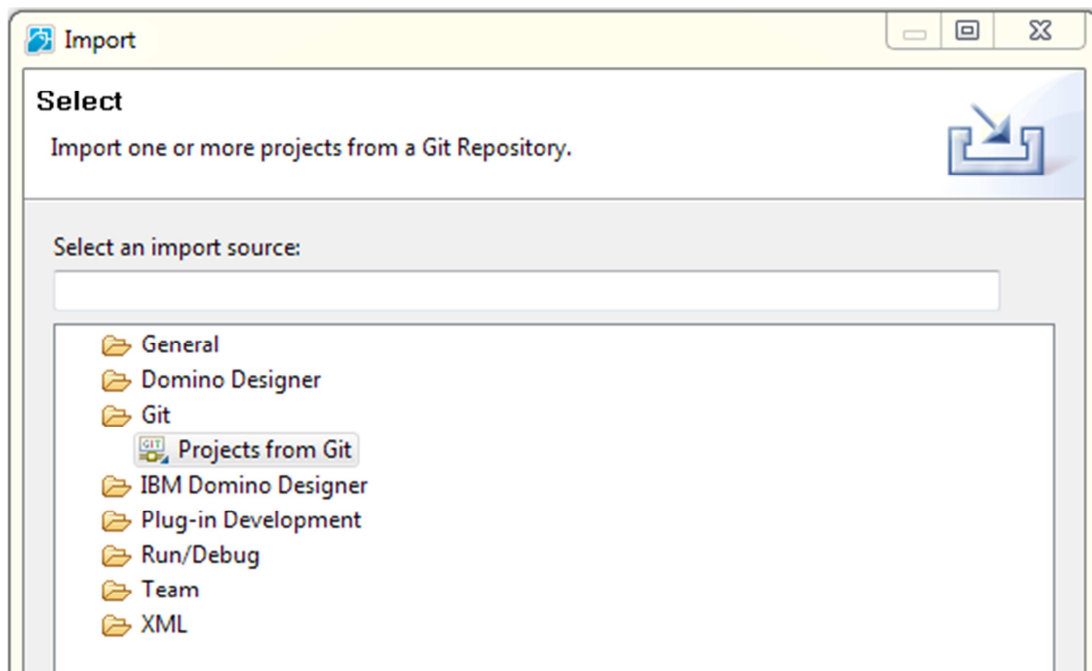 Import
Select
Import one or more projects from a Git Repository.
Select an import source:
General
Domino Designer
Git
GIT Projects from Git
IBM Domino Designer
Plug-in Development
Run/Debug
Team
XML